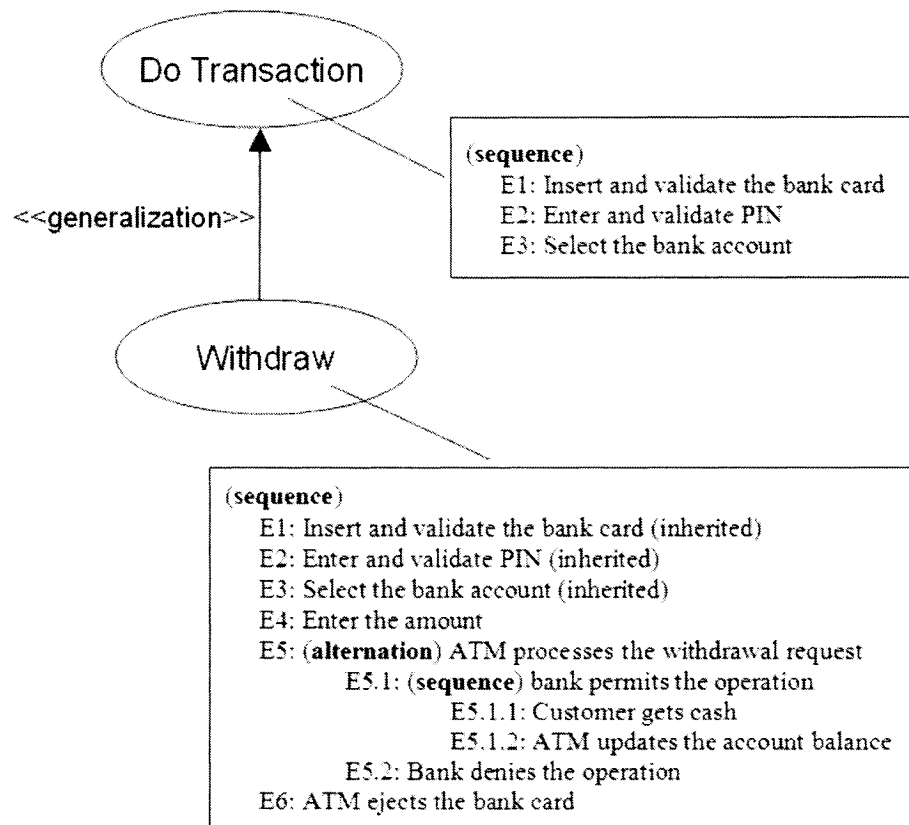 Do Transaction
(sequence)
E1: Insert and validate the bank card
E2: Enter and validate PIN
E3: Select the bank account
<<generalization>>
Withdraw
(sequence)
E1: Insert and validate the bank card (inherited)
E2: Enter and validate PIN (inherited)
E3: Select the bank account (inherited)
E4: Enter the amount
E5: (alternation) ATM processes the withdrawal request
E5.1: (sequence) bank permits the operation
E5.1.1: Customer gets cash
E5.1.2: ATM updates the account balance
E5.2: Bank denies the operation
E6: ATM ejects the bank card